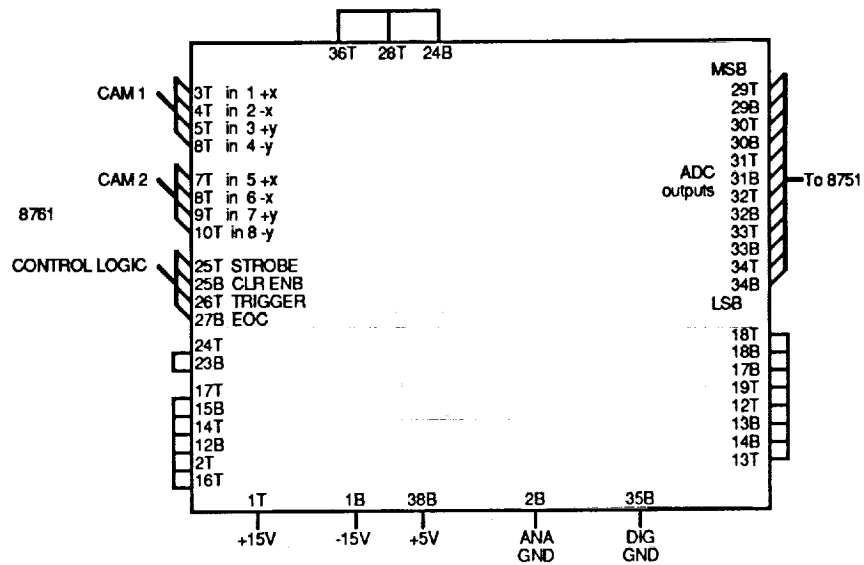 36T 28T 24B
CAM 1
3T in 1 +x
4T in 2 -x
5T in 3 +y
8T in 4 -y
CAM 2
7T in 5 +x
8T in 6 -x
9T in 7 +y
10T in 8 -y
8761
CONTROL LOGIC
25T STROBE
25B CLR ENB
26T TRIGGER
27B EOC
24T
23B
17T
15B
14T
12B
2T
16T
MSB
29T
29B
30T
30B
31T
31B
32T
32B
33T
33B
34T
34B
LSB
ADC
outputs
To 8751
18T
18B
17B
19T
12T
13B
14B
13T
1T 1B 38B 2B 35B
+15V -15V +5V ANA DIG
GND GND